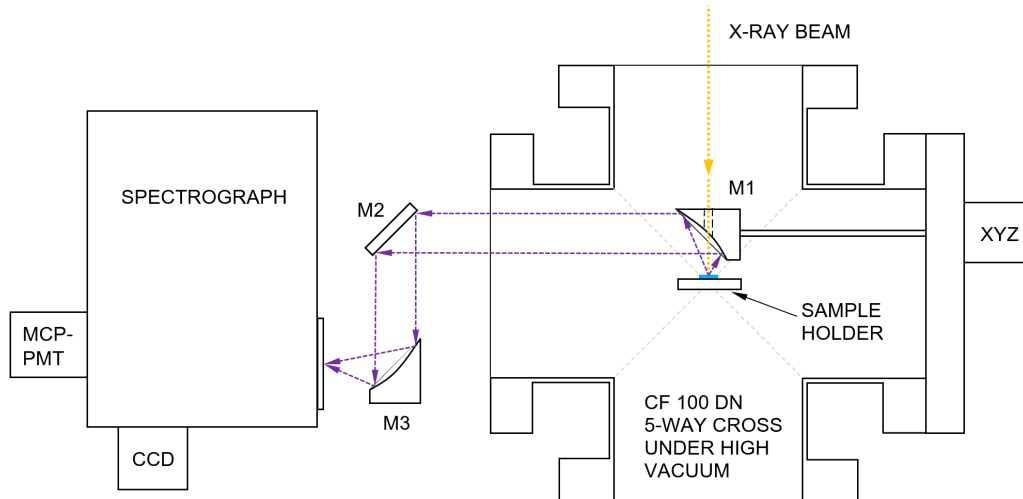 X-RAY BEAM
SPECTROGRAPH
M2
M1
XYZ
SAMPLE
HOLDER
MCP-
PMT
M3
CF 100 DN
5-WAY CROSS
UNDER HIGH
VACUUM
CCD